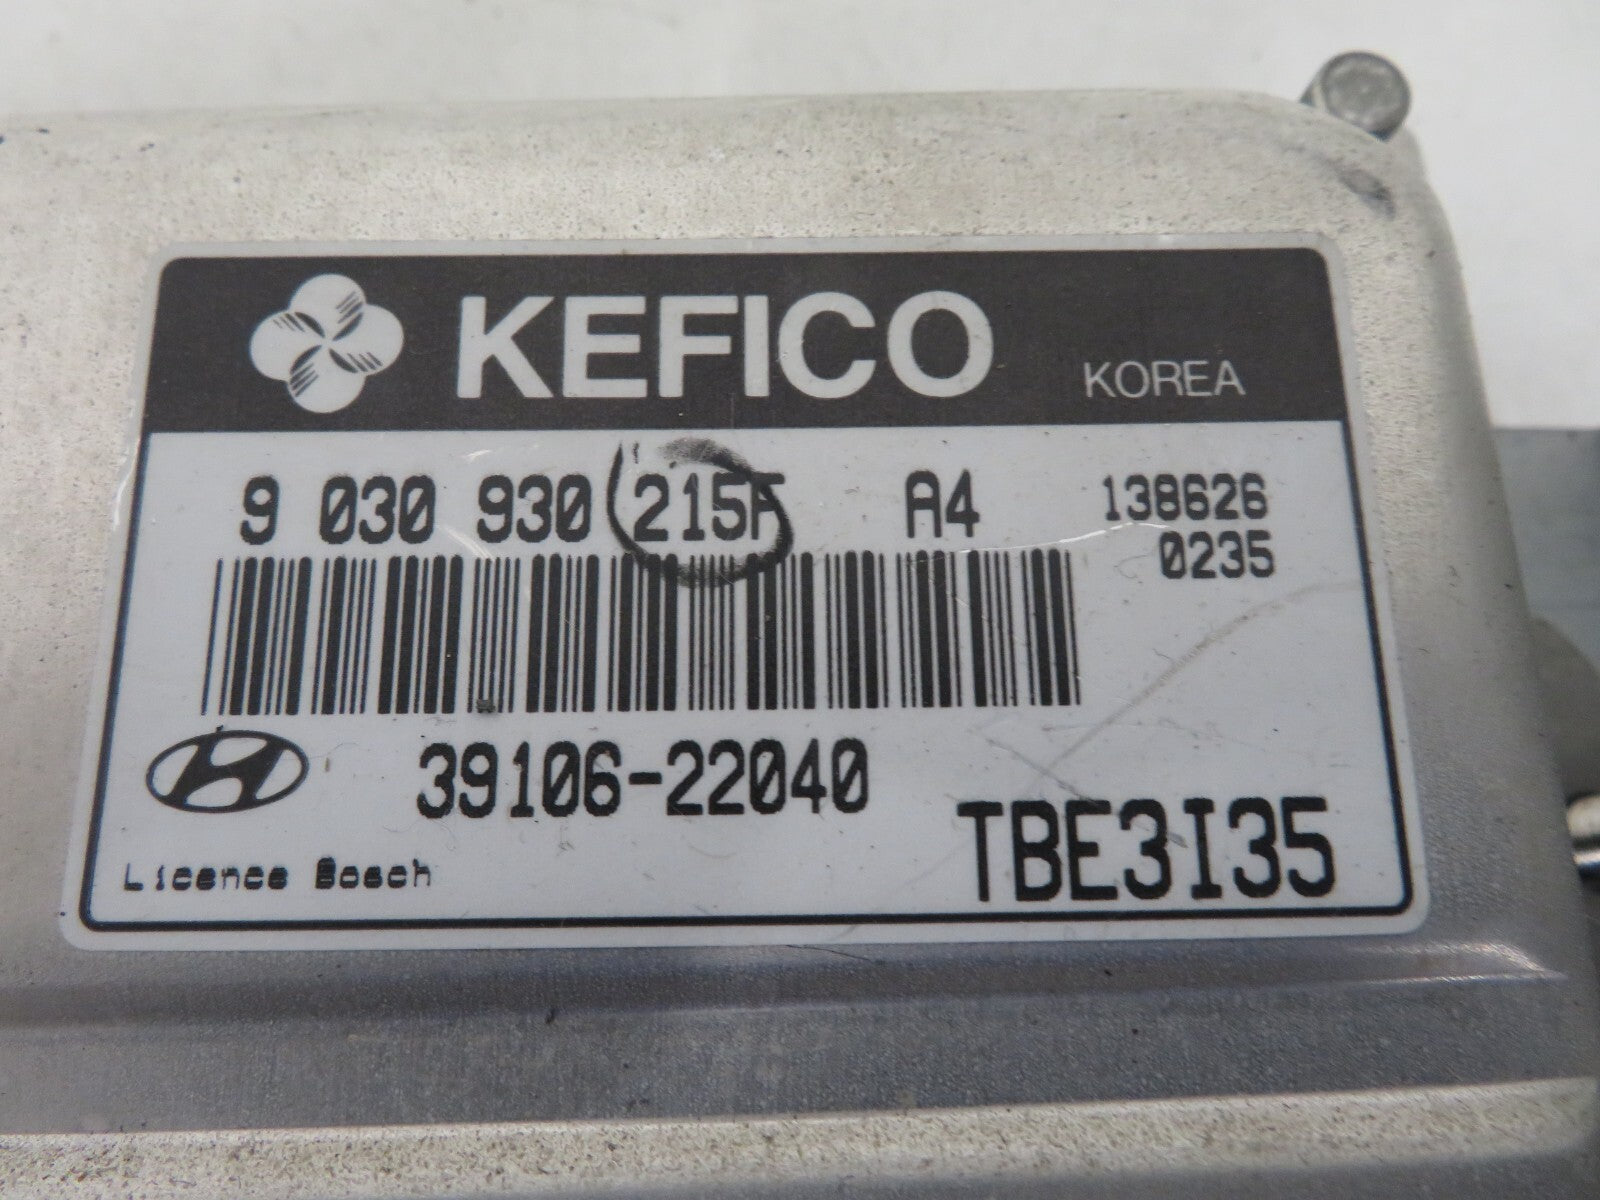 KEFICO KOREA
9 030 930 215F A4 138626
0235
39106-22040
TBE3I35
Licence Bosch